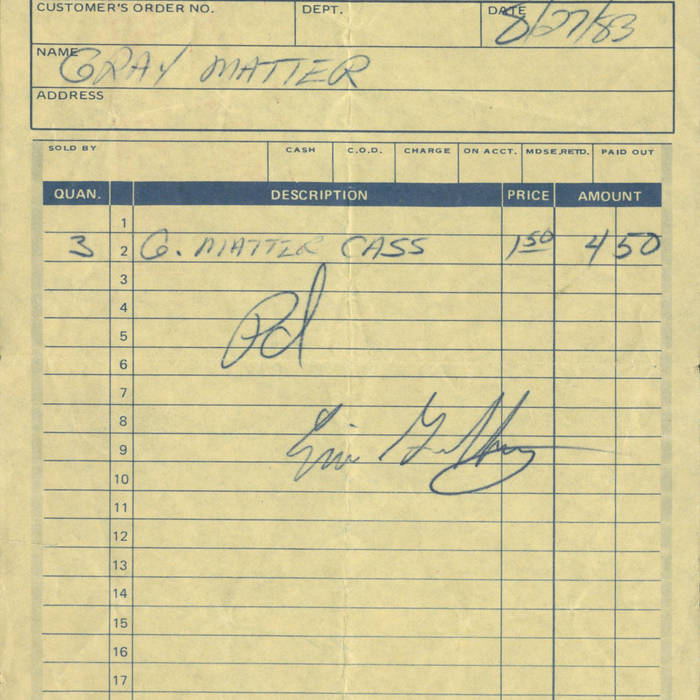 CUSTOMER'S ORDER NO. DEPT. DATE 8/27/83
NAME GRAY MATTER
ADDRESS
SOLD BY CASH C.O.D. CHARGE ON ACCT. MDSE. RETD. PAID OUT
QUAN. DESCRIPTION PRICE AMOUNT
1
3 2 G. MATTER CASS 1 50 4 50
3
4
5 Pd
6
7
8
9
10
11
12
13
14
15
16
17